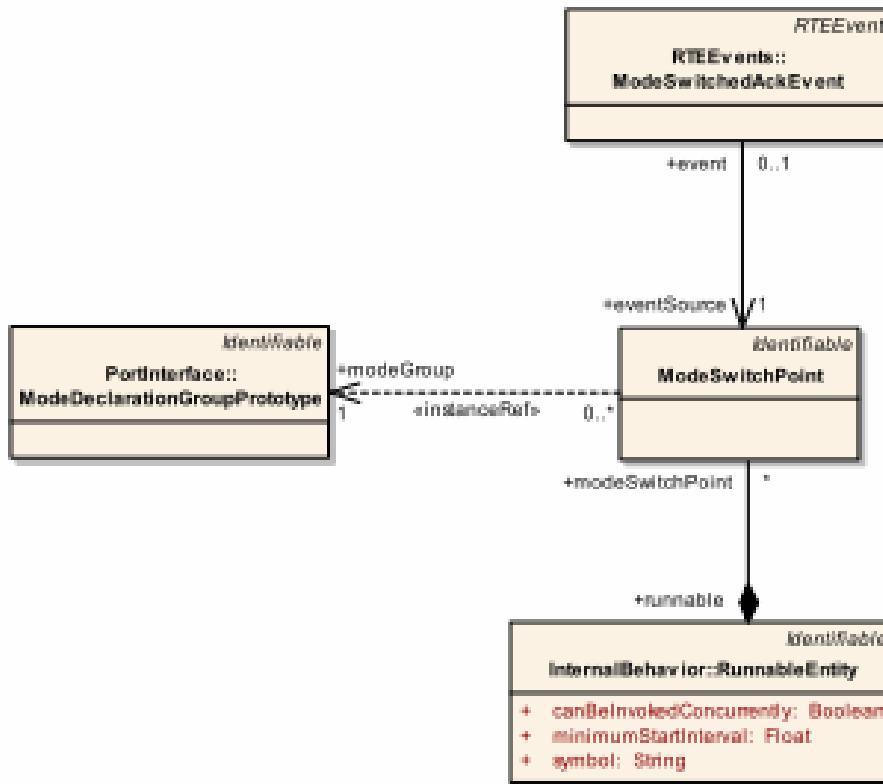 RTEEvent
RTEEvents::
ModeSwitchedAckEvent
+event 0..1
+eventSource 1
Identifiable
PortInterface::
ModeDeclarationGroupPrototype
+modeGroup
1
«instanceRef»
0..*
Identifiable
ModeSwitchPoint
+modeSwitchPoint *
+runnable
Identifiable
InternalBehavior::RunnableEntity
+ canBeInvokedConcurrently: Boolean
+ minimumStartInterval: Float
+ symbol: String